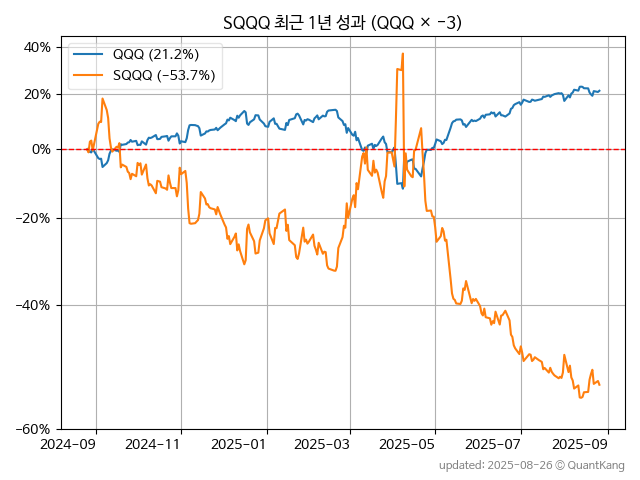 SQQQ 최근 1년 성과 (QQQ × −3)
QQQ (21.2%)
SQQQ (−53.7%)
40%
20%
0%
−20%
−40%
−60%
2024-09 2024-11 2025-01 2025-03 2025-05 2025-07 2025-09
updated: 2025-08-26 © QuantKang